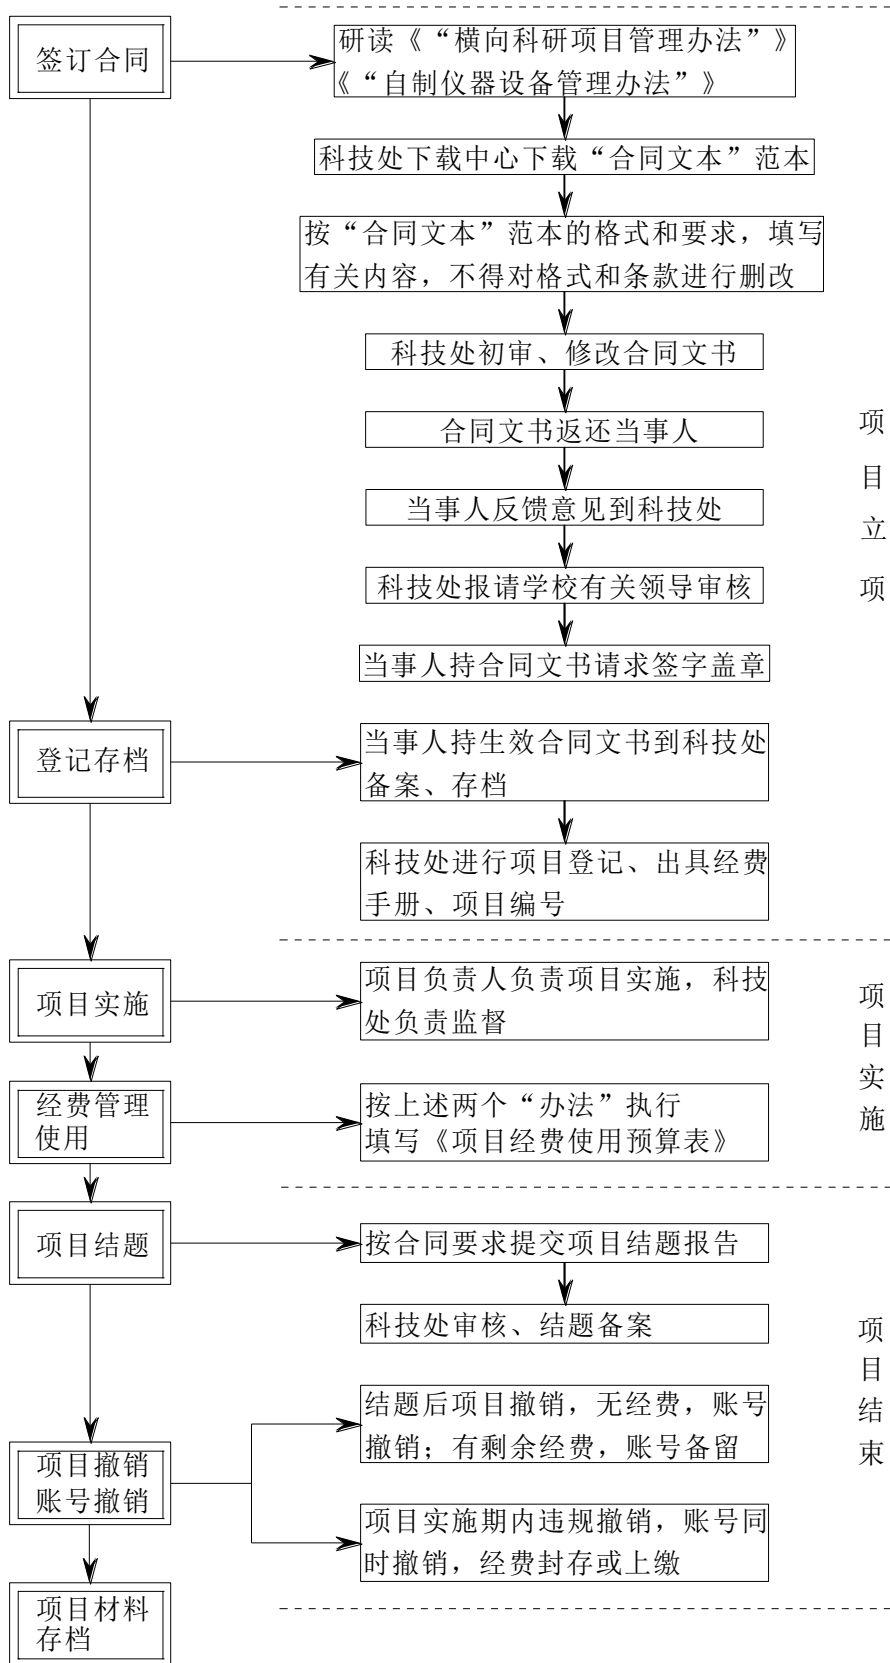 签订合同
研读《“横向科研项目管理办法”》
《“自制仪器设备管理办法”》
科技处下载中心下载“合同文本”范本
按“合同文本”范本的格式和要求，填写
有关内容，不得对格式和条款进行删改
科技处初审、修改合同文书
合同文书返还当事人
当事人反馈意见到科技处
科技处报请学校有关领导审核
当事人持合同文书请求签字盖章
项
目
立
项
登记存档
当事人持生效合同文书到科技处
备案、存档
科技处进行项目登记、出具经费
手册、项目编号
项目实施
项目负责人负责项目实施，科技
处负责监督
经费管理
使用
按上述两个“办法”执行
填写《项目经费使用预算表》
项
目
实
施
项目结题
按合同要求提交项目结题报告
科技处审核、结题备案
项目撤销
账号撤销
结题后项目撤销，无经费，账号
撤销；有剩余经费，账号备留
项目实施期内违规撤销，账号同
时撤销，经费封存或上缴
项
目
结
束
项目材料
存档